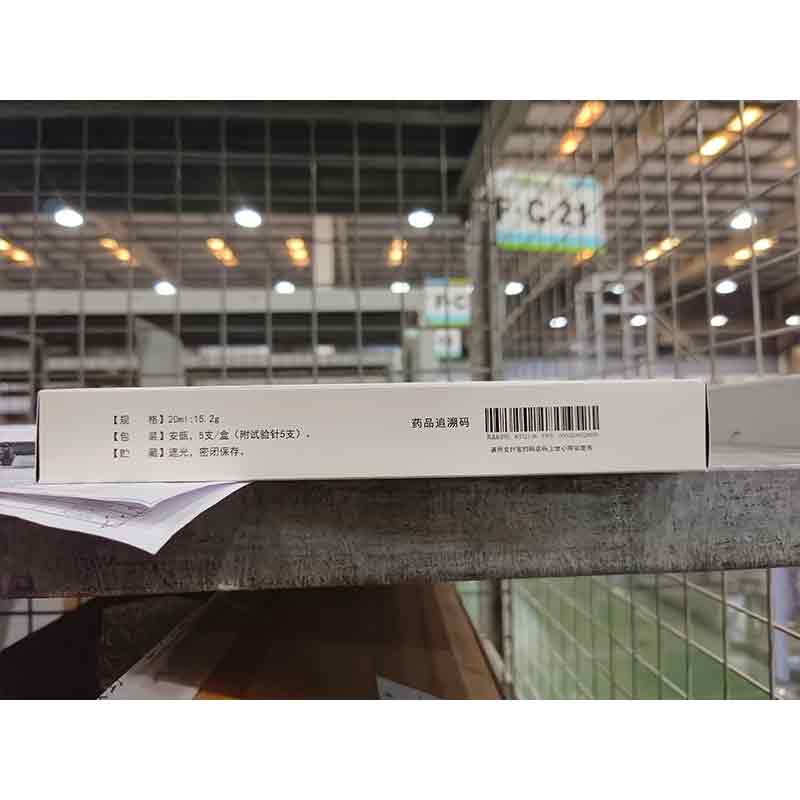 F-C-21
F-C
【规　格】20ml:15.2g
【包　装】安瓿，5支/盒（附试验针5支）。
【贮　藏】遮光，密闭保存。
药品追溯码